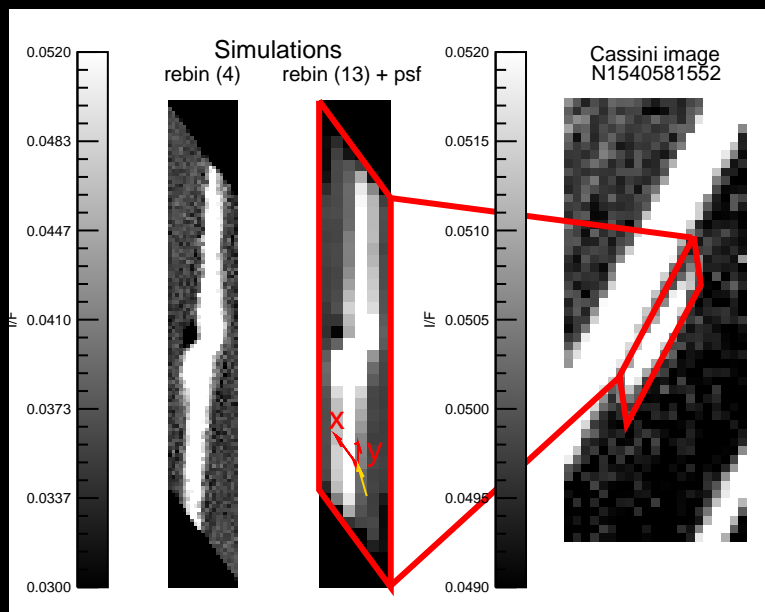 Simulations
rebin (4)
rebin (13) + psf
Cassini image
N1540581552
0.0520
0.0483
0.0447
0.0410
0.0373
0.0337
0.0300
I/F
x
y
0.0520
0.0515
0.0510
0.0505
0.0500
0.0495
0.0490
I/F